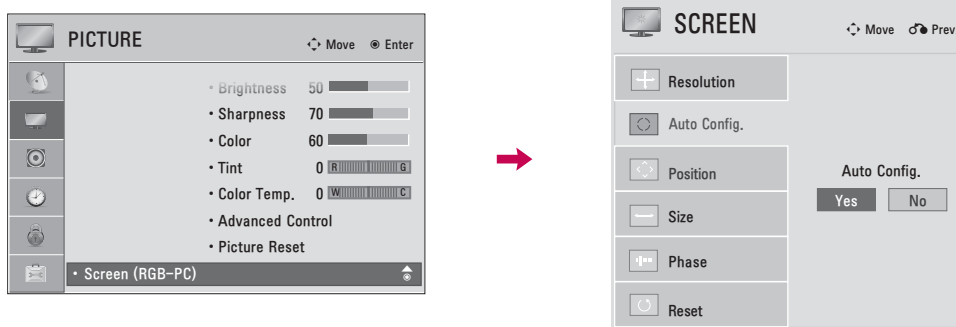 PICTURE
Move Enter
• Brightness 50
• Sharpness 70
• Color 60
• Tint 0 R G
• Color Temp. 0 W C
• Advanced Control
• Picture Reset
• Screen (RGB-PC)
SCREEN
Move Prev
Resolution
Auto Config.
Position
Size
Phase
Reset
Auto Config.
Yes No